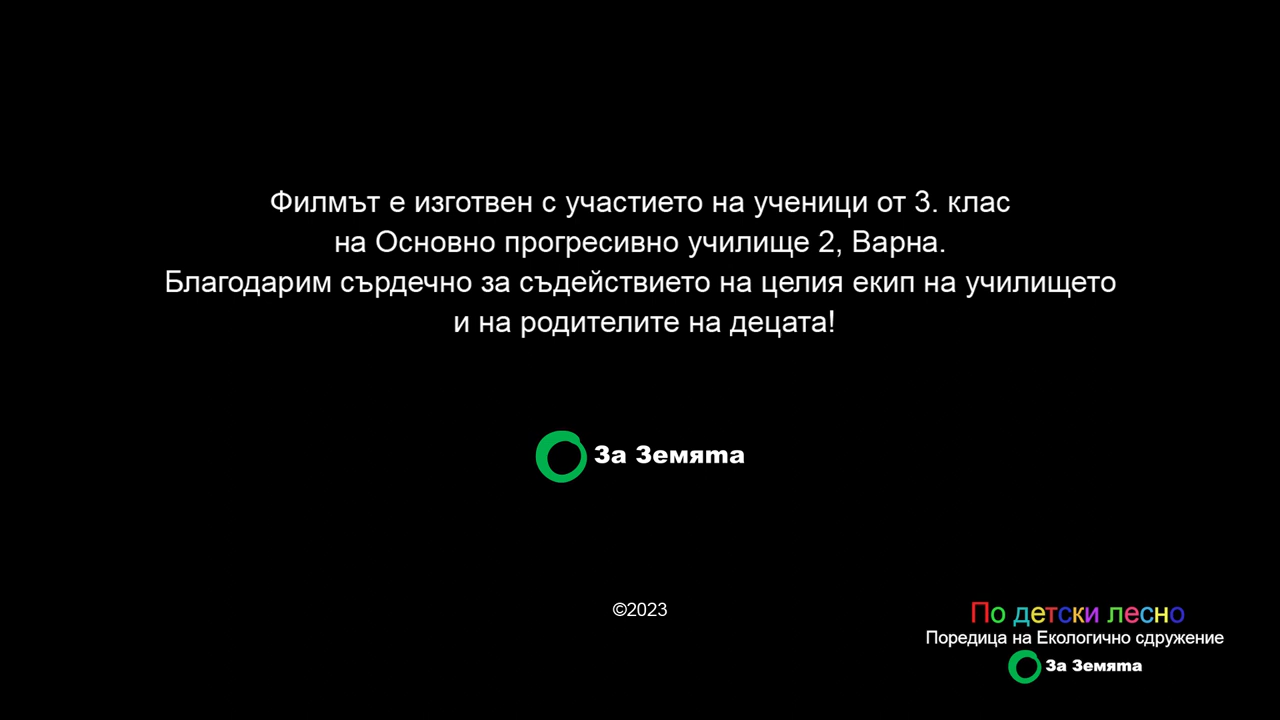 Филмът е изготвен с участието на ученици от 3. клас
на Основно прогресивно училище 2, Варна.
Благодарим сърдечно за съдействието на целия екип на училището
и на родителите на децата!
За Земята
©2023
По детски лесно
Поредица на Екологично сдружение
За Земята